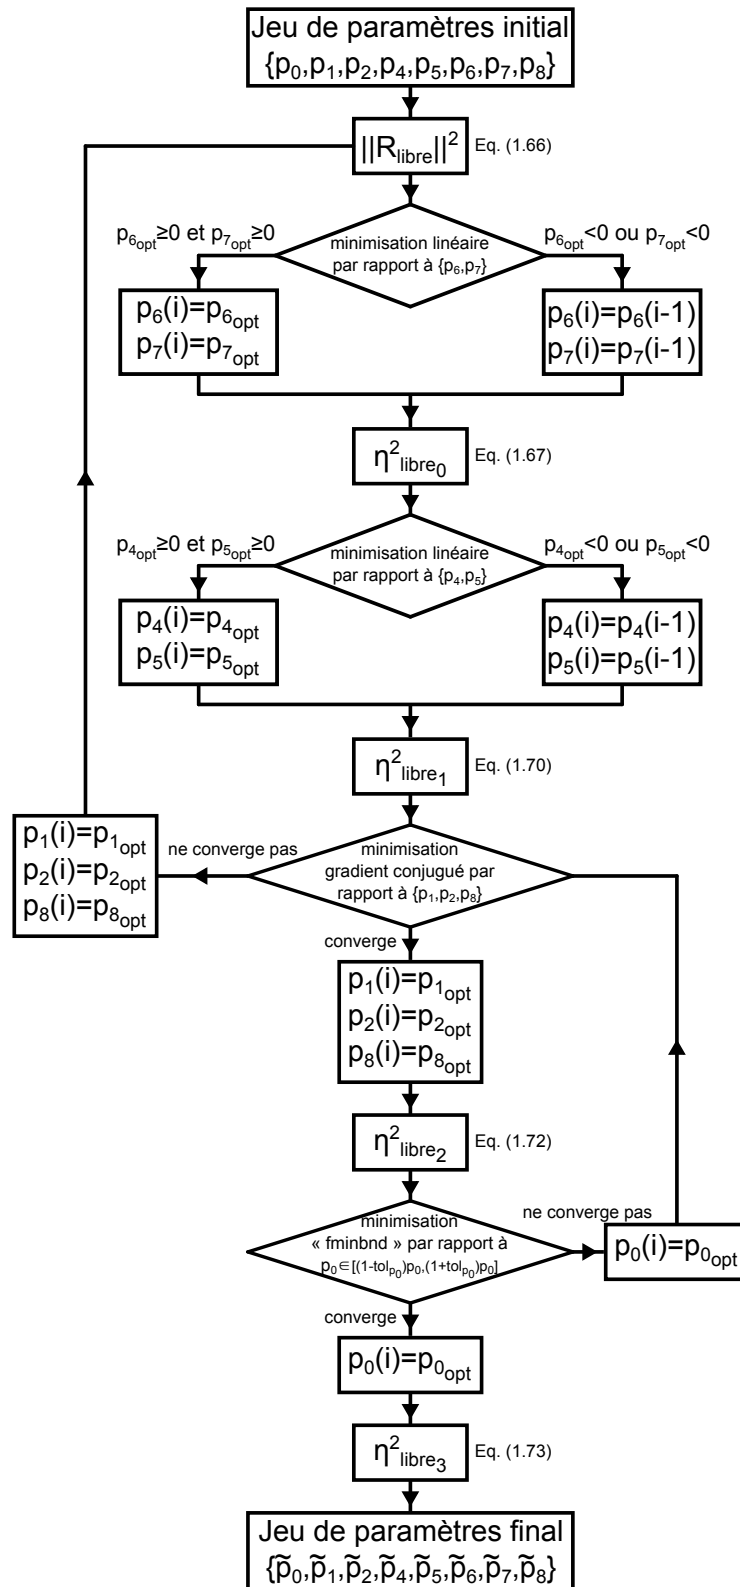 Jeu de paramètres initial
{p₀,p₁,p₂,p₄,p₅,p₆,p₇,p₈}
||R_libre||² Eq. (1.66)
p₆opt≥0 et p₇opt≥0
minimisation linéaire
par rapport à {p₆,p₇}
p₆opt<0 ou p₇opt<0
p₆(i)=p₆opt
p₇(i)=p₇opt
p₆(i)=p₆(i-1)
p₇(i)=p₇(i-1)
η²libre₀ Eq. (1.67)
p₄opt≥0 et p₅opt≥0
minimisation linéaire
par rapport à {p₄,p₅}
p₄opt<0 ou p₅opt<0
p₄(i)=p₄opt
p₅(i)=p₅opt
p₄(i)=p₄(i-1)
p₅(i)=p₅(i-1)
η²libre₁ Eq. (1.70)
minimisation
gradient conjugué par
rapport à {p₁,p₂,p₈}
ne converge pas
p₁(i)=p₁opt
p₂(i)=p₂opt
p₈(i)=p₈opt
converge
p₁(i)=p₁opt
p₂(i)=p₂opt
p₈(i)=p₈opt
η²libre₂ Eq. (1.72)
minimisation
« fminbnd » par rapport à
p₀∈[(1-tol_p₀)p₀,(1+tol_p₀)p₀]
ne converge pas
p₀(i)=p₀opt
converge
p₀(i)=p₀opt
η²libre₃ Eq. (1.73)
Jeu de paramètres final
{p̃₀,p̃₁,p̃₂,p̃₄,p̃₅,p̃₆,p̃₇,p̃₈}